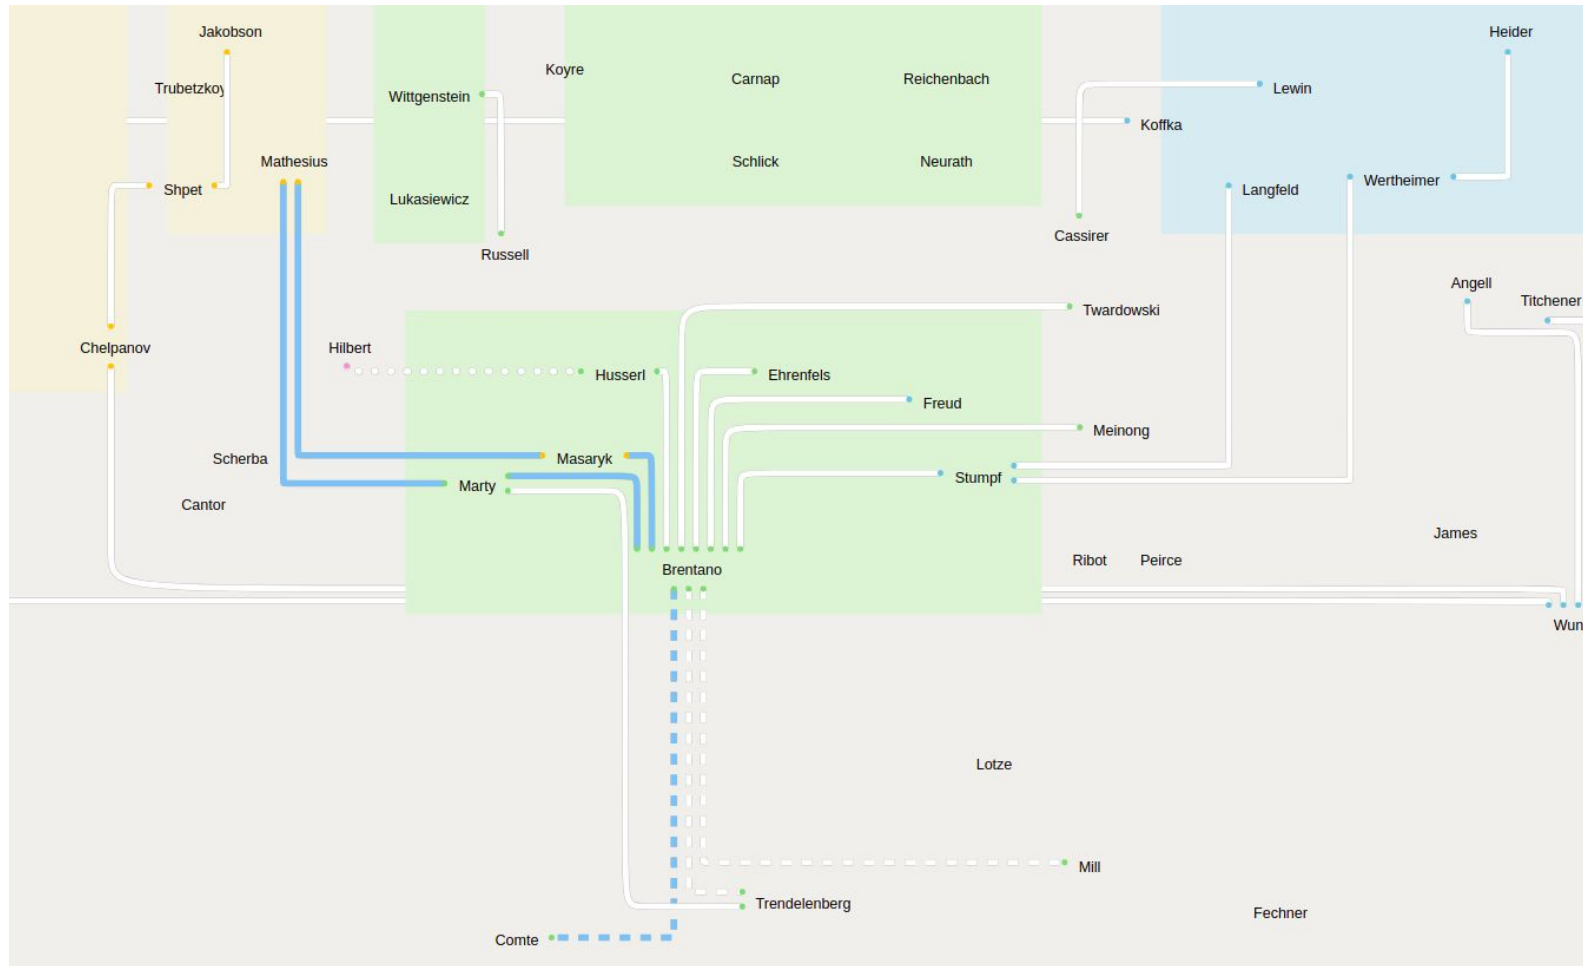 Jakobson
Heider
Koyre
Carnap
Reichenbach
Trubetzkoy
Wittgenstein
Lewin
Koffka
Mathesius
Schlick
Neurath
Shpet
Langfeld
Wertheimer
Lukasiewicz
Cassirer
Russell
Angell
Titchener
Twardowski
Chelpanov
Hilbert
Husserl
Ehrenfels
Freud
Meinong
Scherba
Masaryk
Marty
Stumpf
Cantor
James
Ribot
Peirce
Brentano
Wun
Lotze
Mill
Trendelenberg
Fechner
Comte